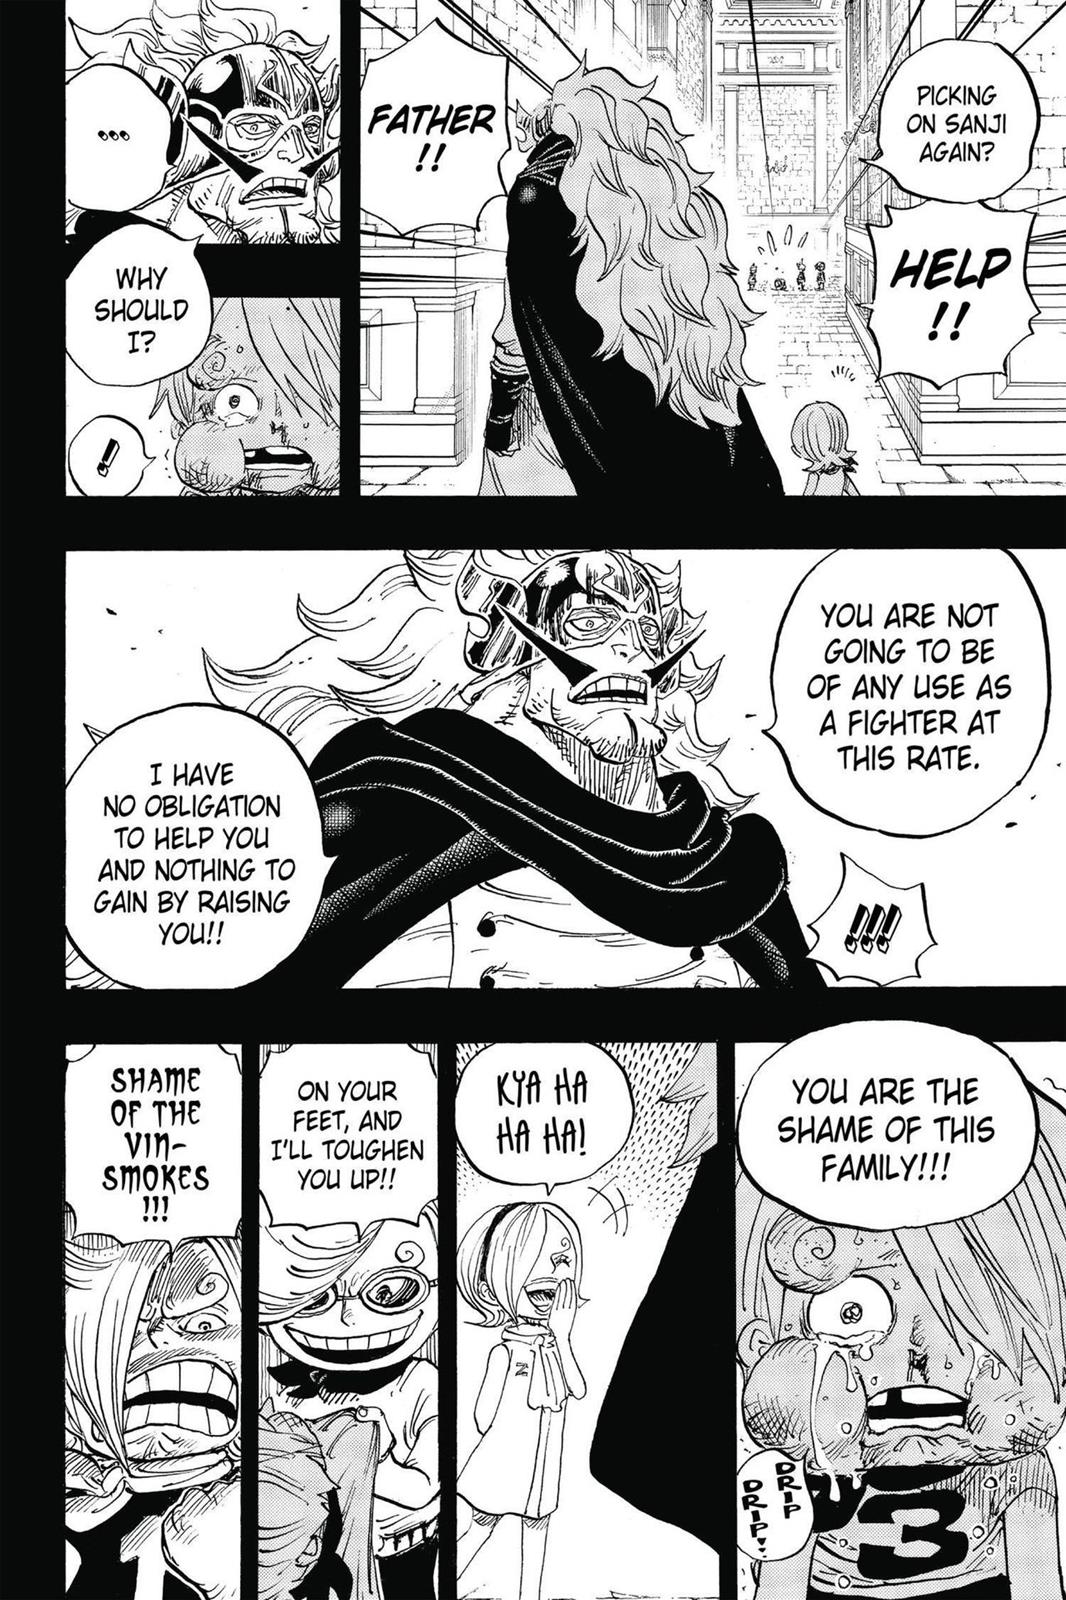 PICKING
ON SANJI
AGAIN?
HELP
!!
FATHER
!!
...
WHY
SHOULD
I?
!!
YOU ARE NOT
GOING TO BE
OF ANY USE AS
A FIGHTER AT
THIS RATE.
I HAVE
NO OBLIGATION
TO HELP YOU
AND NOTHING TO
GAIN BY RAISING
YOU!!
!!!!
YOU ARE THE
SHAME OF THIS
FAMILY!!!
DRIP
DRIP
3
KYA HA
HA HA!
2
ON YOUR
FEET, AND
I'LL TOUGHEN
YOU UP!!
SHAME
OF THE
VIN-
SMOKES
!!!
1